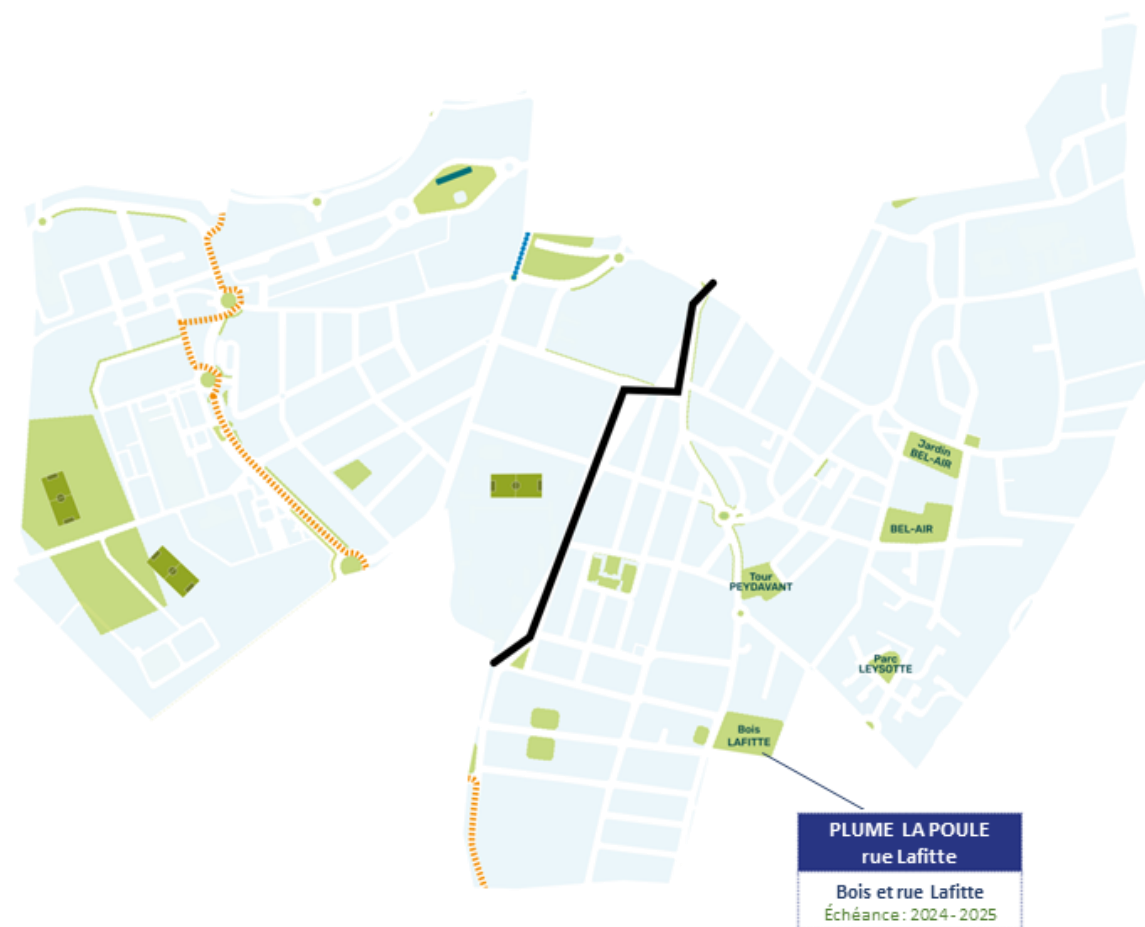 Jardin
BEL-AIR
BEL-AIR
Tour
PEYDAVANT
Parc
LEYSOTTE
Bois
LAFITTE
PLUME LA POULE
rue Lafitte
Bois et rue Lafitte
Échéance : 2024 - 2025